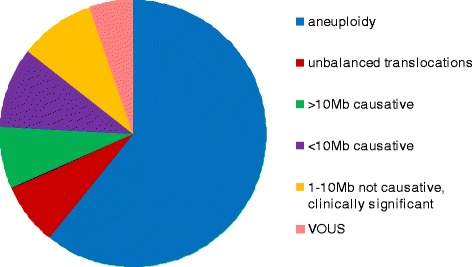 aneuploidy
unbalanced translocations
>10Mb causative
<10Mb causative
1-10Mb not causative,
clinically significant
VOUS